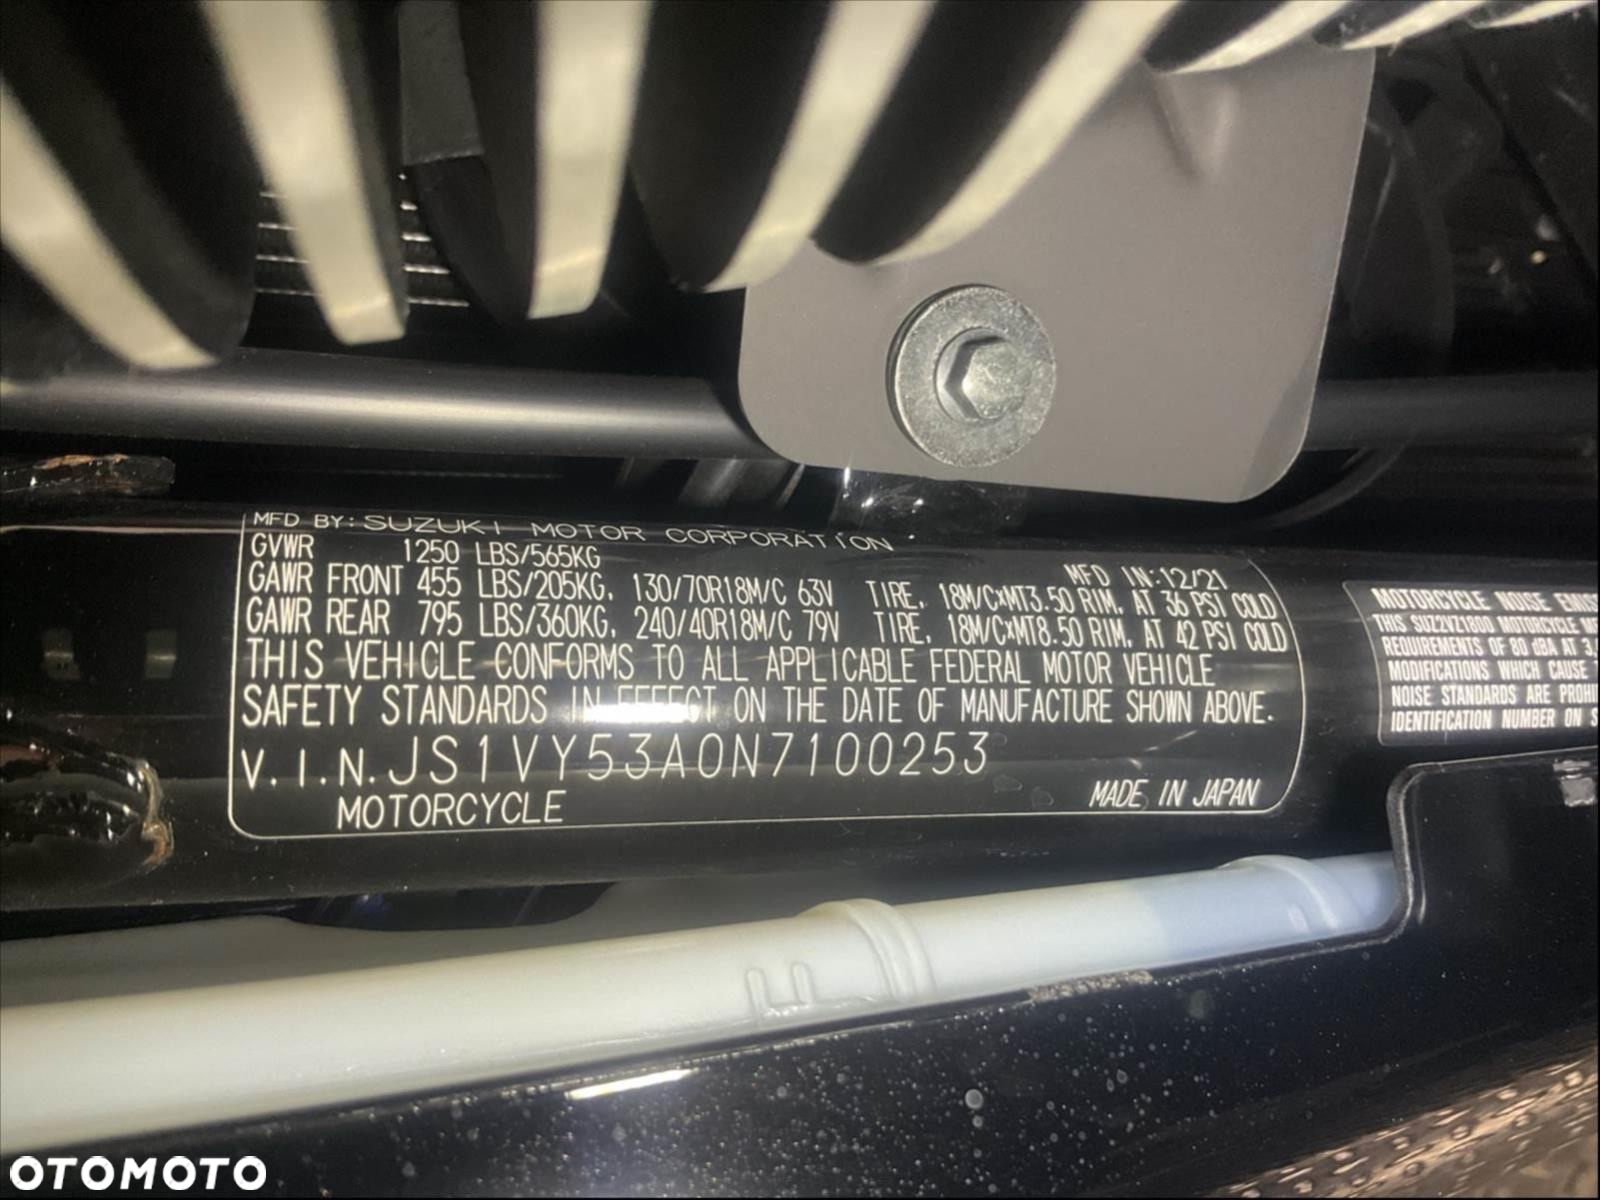 MFD BY: SUZUKI MOTOR CORPORATION
GVWR 1250 LBS/565KG
MFD IN:12/21
GAWR FRONT 455 LBS/205KG, 130/70R18M/C 63V TIRE, 18M/C×MT3.50 RIM, AT 36 PSI COLD
GAWR REAR 795 LBS/360KG, 240/40R18M/C 79V TIRE, 18M/C×MT8.50 RIM, AT 42 PSI COLD
THIS VEHICLE CONFORMS TO ALL APPLICABLE FEDERAL MOTOR VEHICLE
SAFETY STANDARDS IN EFFECT ON THE DATE OF MANUFACTURE SHOWN ABOVE.
V.I.N. JS1VY53A0N7100253
MOTORCYCLE
MADE IN JAPAN
MOTORCYCLE NOISE EMIS
THIS SUZ2VZ1800 MOTORCYCLE
REQUIREMENTS OF 80 dBA AT 3,
MODIFICATIONS WHICH CAUSE
NOISE STANDARDS ARE PROHI
IDENTIFICATION NUMBER ON S
OTOMOTO